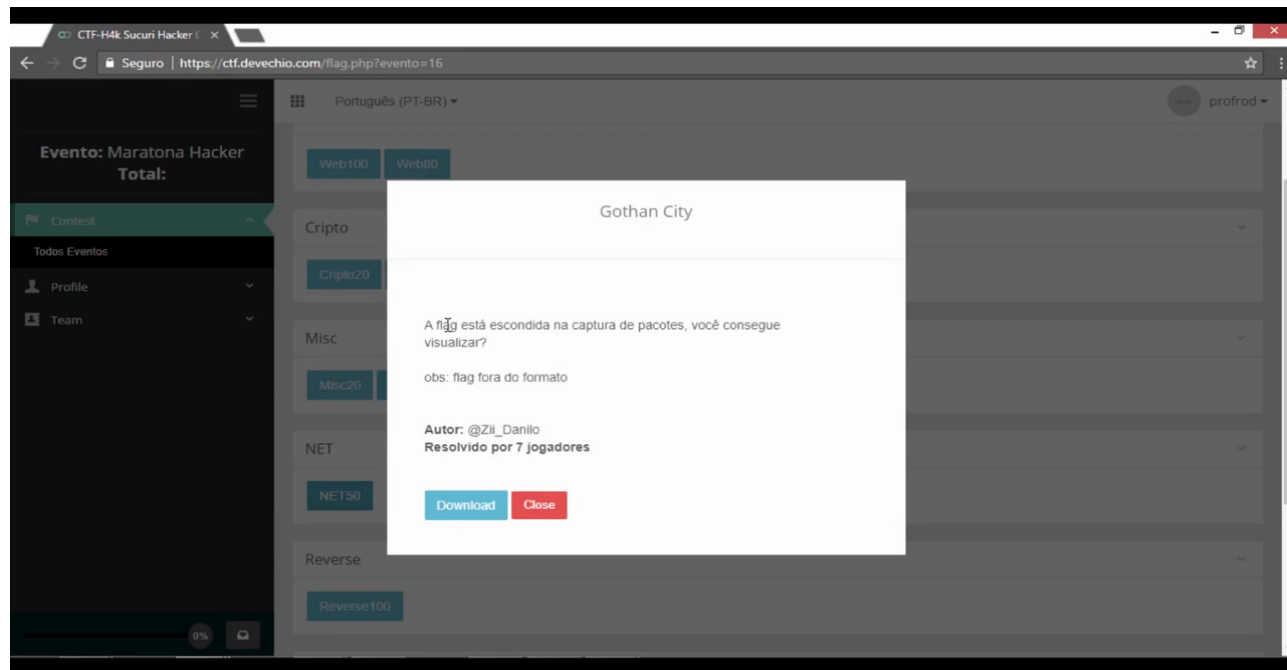 CTF-H4k Sucuri Hacker C
Seguro | https://ctf.devechio.com/flag.php?evento=16
Português (PT-BR)
profrod
Evento: Maratona Hacker
Total:
Contest
Todos Eventos
Profile
Team
0%
Web100 Web80
Cripto
Cripto20
Misc
Misc20
NET
NET50
Reverse
Reverse100
Gothan City
A flag está escondida na captura de pacotes, você consegue
visualizar?
obs: flag fora do formato
Autor: @Zii_Danilo
Resolvido por 7 jogadores
Download Close